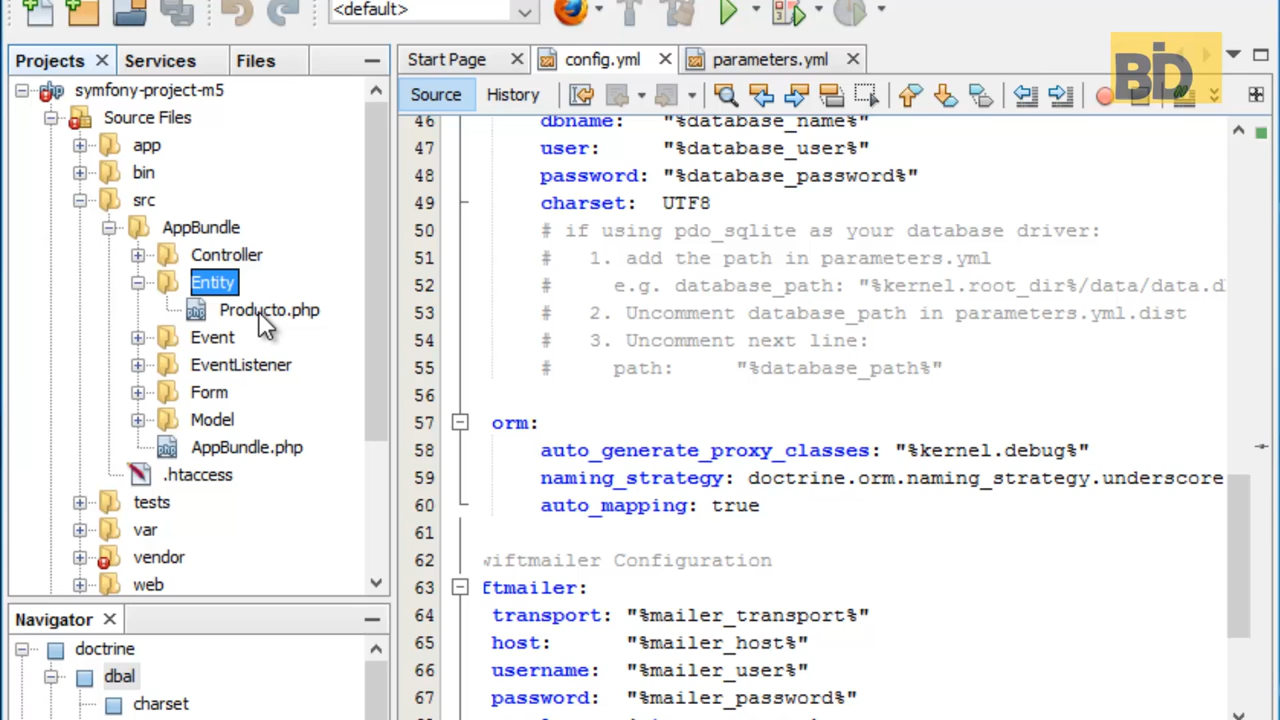 <default>
Projects
Services
Files
Start Page
config.yml
parameters.yml
BD
Source
History
symfony-project-m5
Source Files
app
bin
src
AppBundle
Controller
Entity
Producto.php
Event
EventListener
Form
Model
AppBundle.php
.htaccess
tests
var
vendor
web
Navigator
doctrine
dbal
charset
46 dbname: "%database_name%"
47 user: "%database_user%"
48 password: "%database_password%"
49 charset: UTF8
50 # if using pdo_sqlite as your database driver:
51 # 1. add the path in parameters.yml
52 # e.g. database_path: "%kernel.root_dir%/data/data.d
53 # 2. Uncomment database_path in parameters.yml.dist
54 # 3. Uncomment next line:
55 # path: "%database_path%"
56
57 orm:
58 auto_generate_proxy_classes: "%kernel.debug%"
59 naming_strategy: doctrine.orm.naming_strategy.underscore
60 auto_mapping: true
61
62 wiftmailer Configuration
63 ftmailer:
64 transport: "%mailer_transport%"
65 host: "%mailer_host%"
66 username: "%mailer_user%"
67 password: "%mailer_password%"